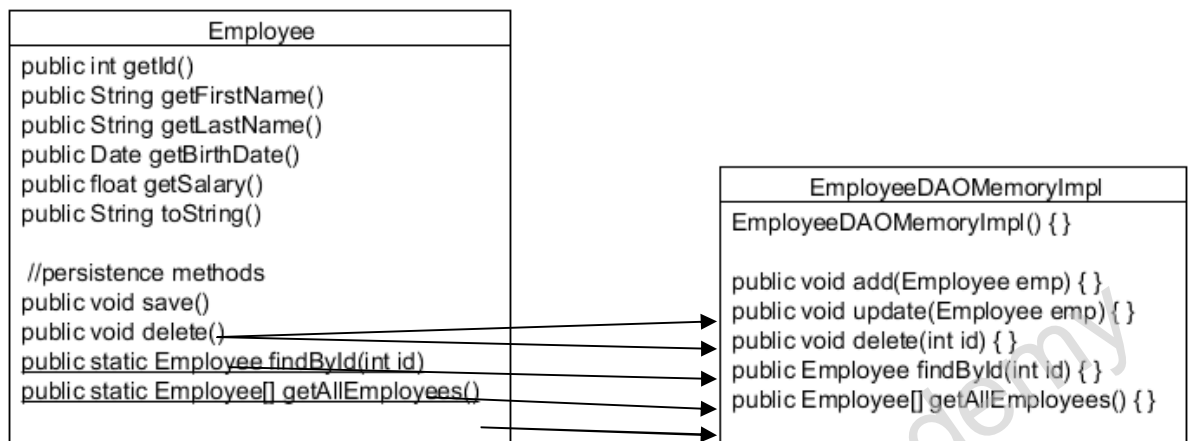 Employee
public int getId()
public String getFirstName()
public String getLastName()
public Date getBirthDate()
public float getSalary()
public String toString()
//persistence methods
public void save()
public void delete()
public static Employee findById(int id)
public static Employee[] getAllEmployees()
EmployeeDAOMemoryImpl
EmployeeDAOMemoryImpl() { }
public void add(Employee emp) { }
public void update(Employee emp) { }
public void delete(int id) { }
public Employee findById(int id) { }
public Employee[] getAllEmployees() { }